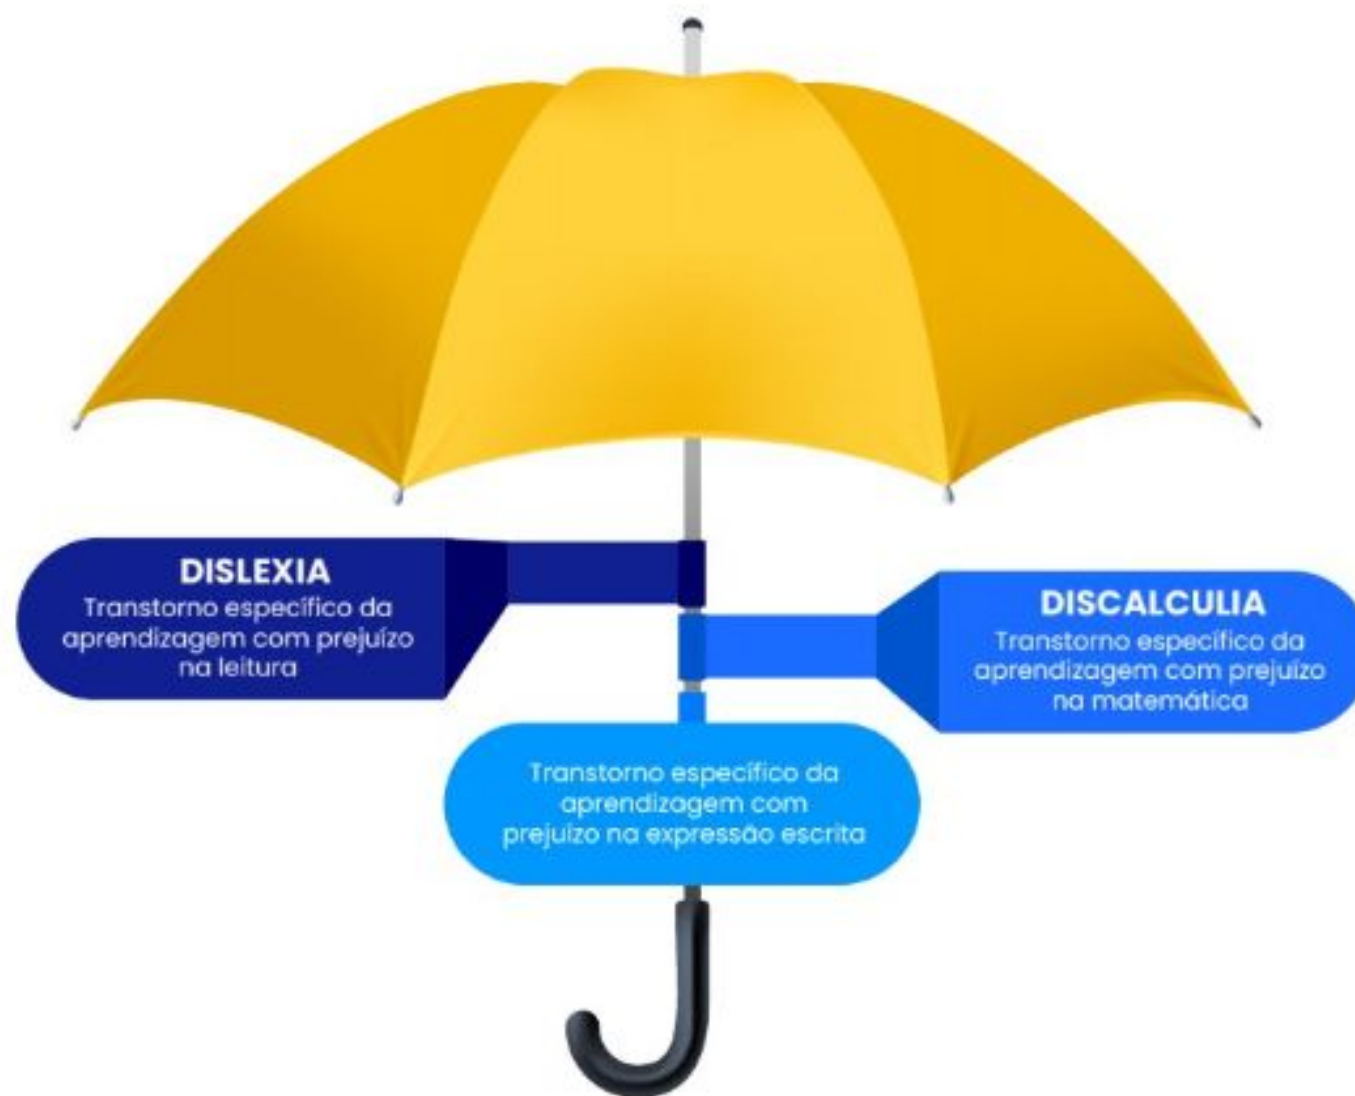 DISLEXIA
Transtorno específico da
aprendizagem com prejuízo
na leitura
DISCALCULIA
Transtorno específico da
aprendizagem com prejuízo
na matemática
Transtorno específico da
aprendizagem com
prejuízo na expressão escrita